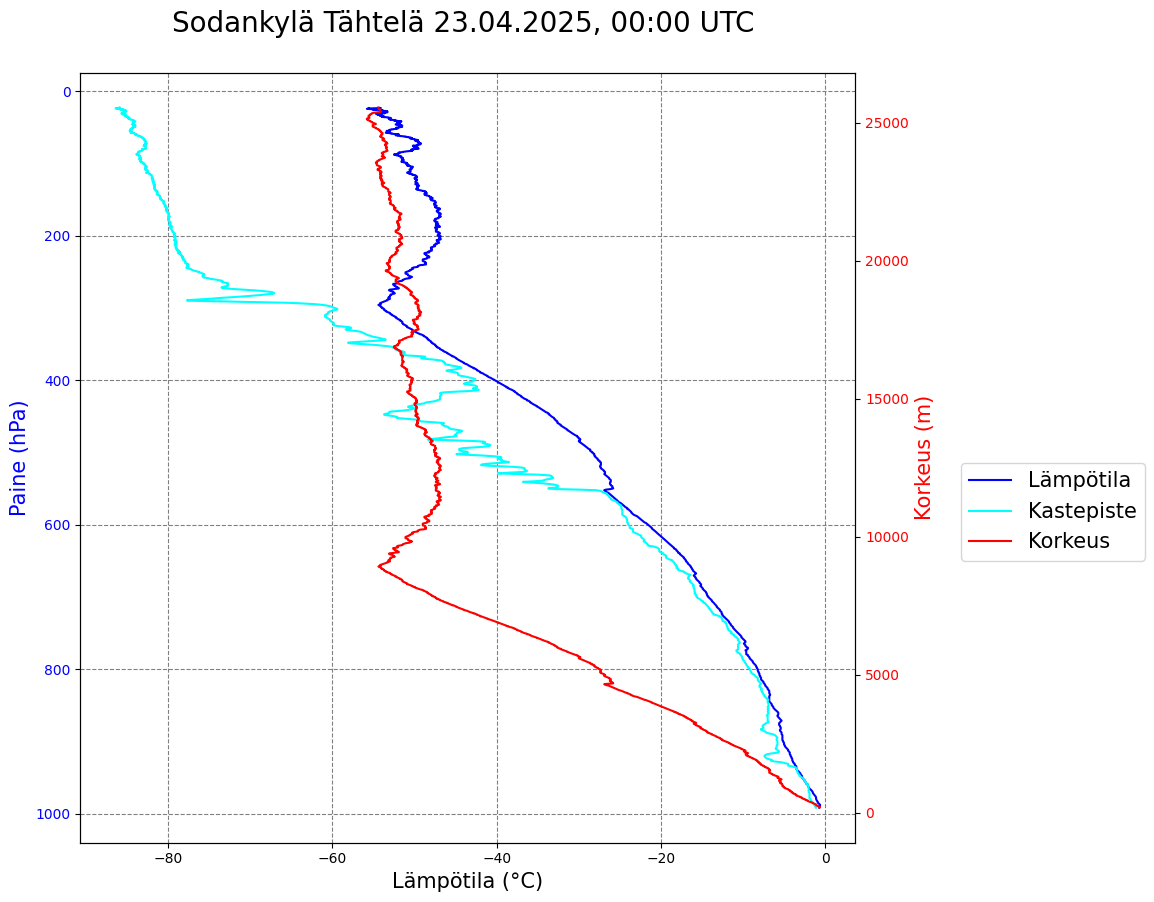 Sodankylä Tähtelä 23.04.2025, 00:00 UTC
0
200
400
600
800
1000
Paine (hPa)
−80
−60
−40
−20
0
Lämpötila (°C)
25000
20000
15000
10000
5000
0
Korkeus (m)
Lämpötila
Kastepiste
Korkeus